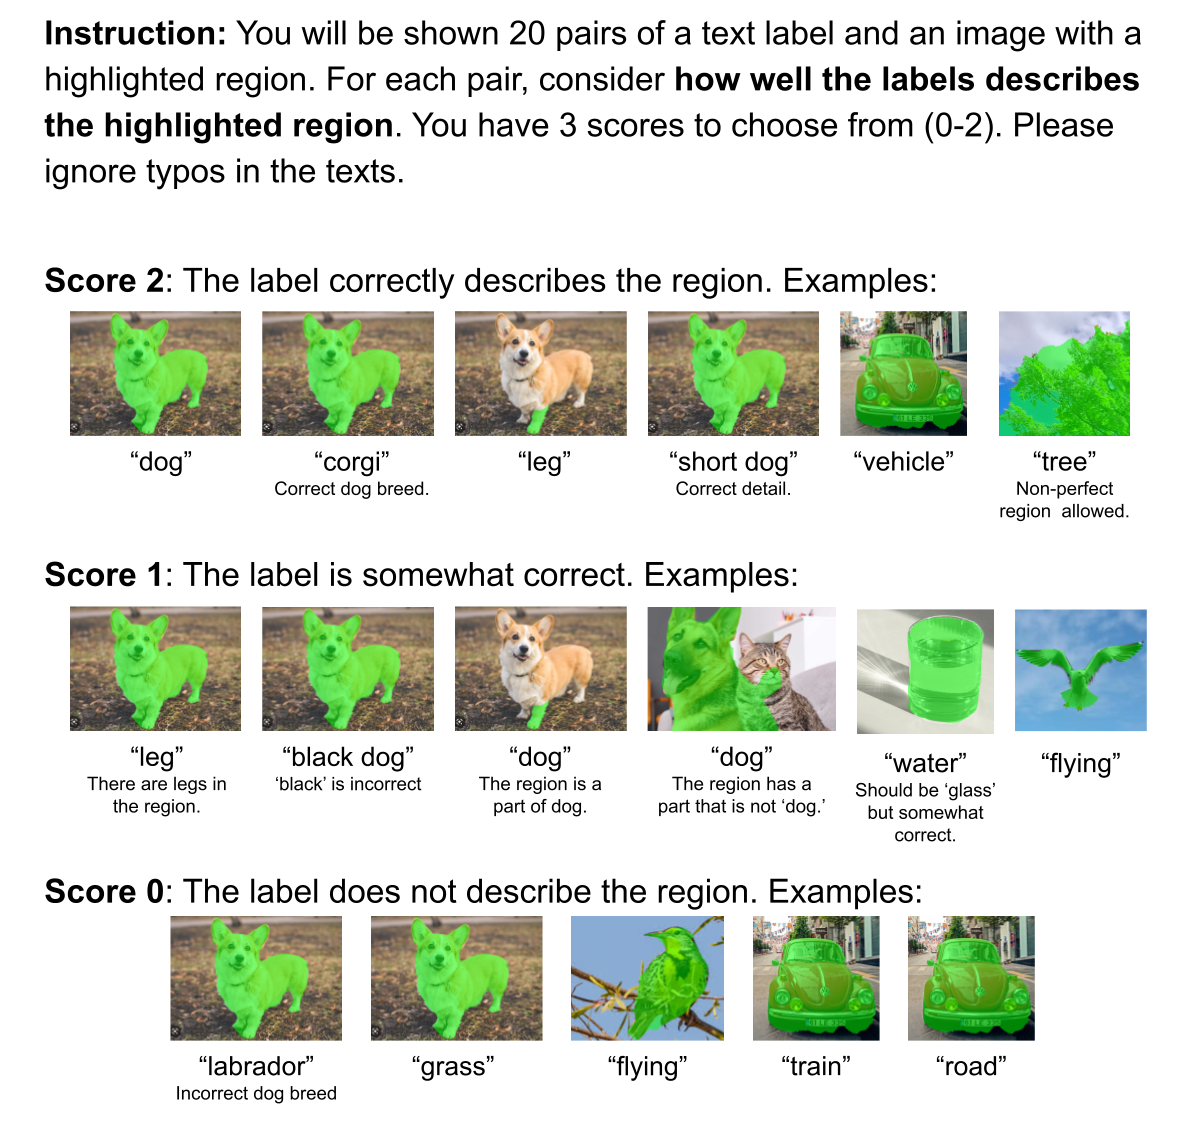 Instruction: You will be shown 20 pairs of a text label and an image with a
highlighted region. For each pair, consider how well the labels describes
the highlighted region. You have 3 scores to choose from (0-2). Please
ignore typos in the texts.
Score 2: The label correctly describes the region. Examples:
“dog” “corgi” “leg” “short dog” “vehicle” “tree”
Correct dog breed. Correct detail. Non-perfect
region allowed.
Score 1: The label is somewhat correct. Examples:
“leg” “black dog” “dog” “dog” “water” “flying”
There are legs in ‘black’ is incorrect The region is a The region has a Should be ‘glass’
the region. part of dog. part that is not ‘dog.’ but somewhat
correct.
Score 0: The label does not describe the region. Examples:
“labrador” “grass” “flying” “train” “road”
Incorrect dog breed